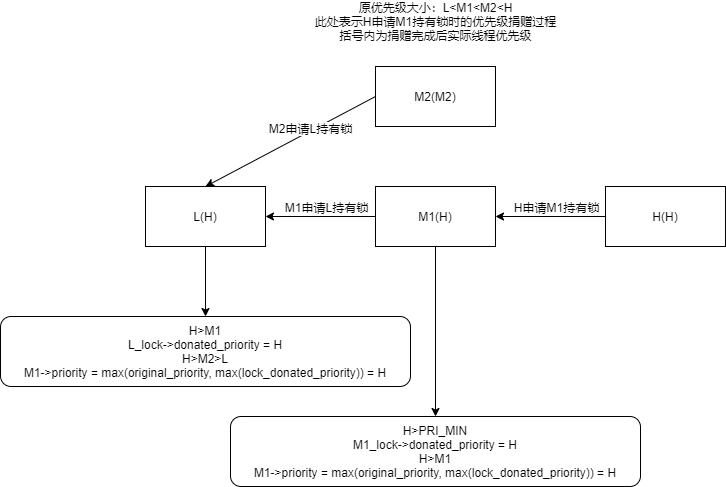 原优先级大小：L<M1<M2<H
此处表示H申请M1持有锁时的优先级捐赠过程
括号内为捐赠完成后实际线程优先级
M2(M2)
M2申请L持有锁
L(H)
M1申请L持有锁
M1(H)
H申请M1持有锁
H(H)
H>M1
L_lock->donated_priority = H
H>M2>L
M1->priority = max(original_priority, max(lock_donated_priority)) = H
H>PRI_MIN
M1_lock->donated_priority = H
H>M1
M1->priority = max(original_priority, max(lock_donated_priority)) = H